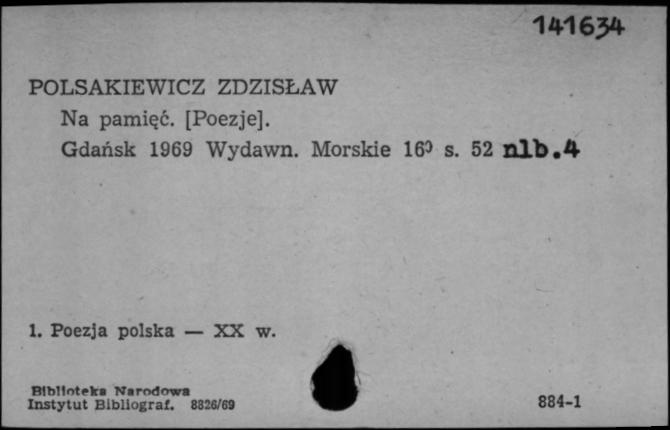 141634
POLSAKIEWICZ ZDZISŁAW
Na pamięć. [Poezje].
Gdańsk 1969 Wydawn. Morskie 16⁰ s. 52 nlb.4
1. Poezja polska — XX w.
Biblioteka Narodowa
Instytut Bibliograf. 8826/69
884-1